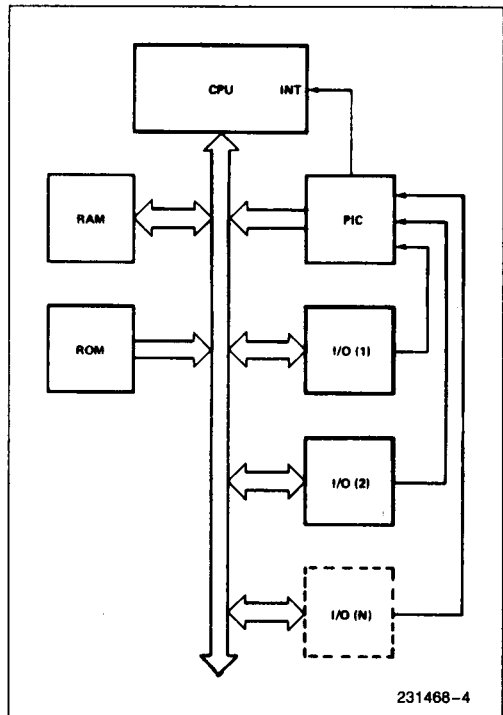 CPU INT
RAM
PIC
ROM
I/O (1)
I/O (2)
I/O (N)
231468-4